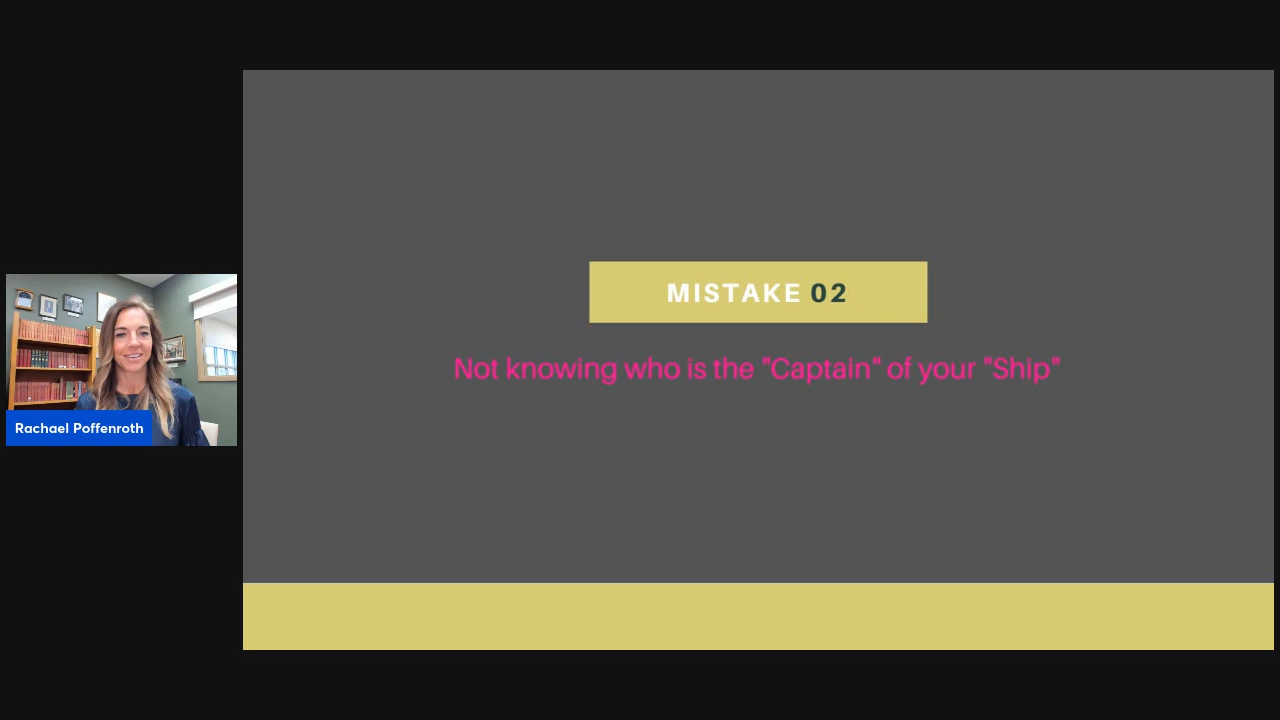 MISTAKE 02
Not knowing who is the "Captain" of your "Ship"
Rachael Poffenroth